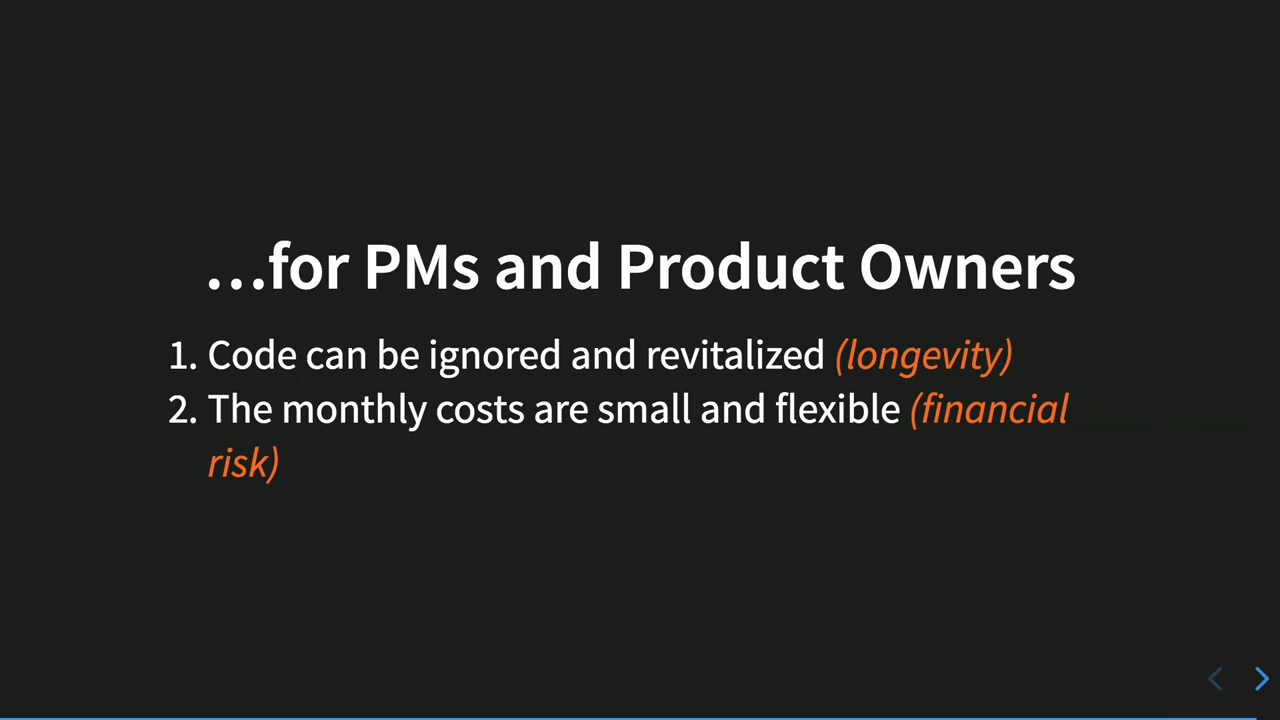 …for PMs and Product Owners
1. Code can be ignored and revitalized (longevity)
2. The monthly costs are small and flexible (financial
risk)